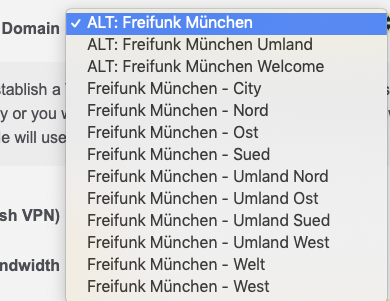 Domain
✓ ALT: Freifunk München
ALT: Freifunk München Umland
ALT: Freifunk München Welcome
Freifunk München - City
Freifunk München - Nord
Freifunk München - Ost
Freifunk München - Sued
Freifunk München - Umland Nord
Freifunk München - Umland Ost
Freifunk München - Umland Sued
Freifunk München - Umland West
Freifunk München - Welt
Freifunk München - West
stablish a
y or you w
le will use
sh VPN)
ndwidth